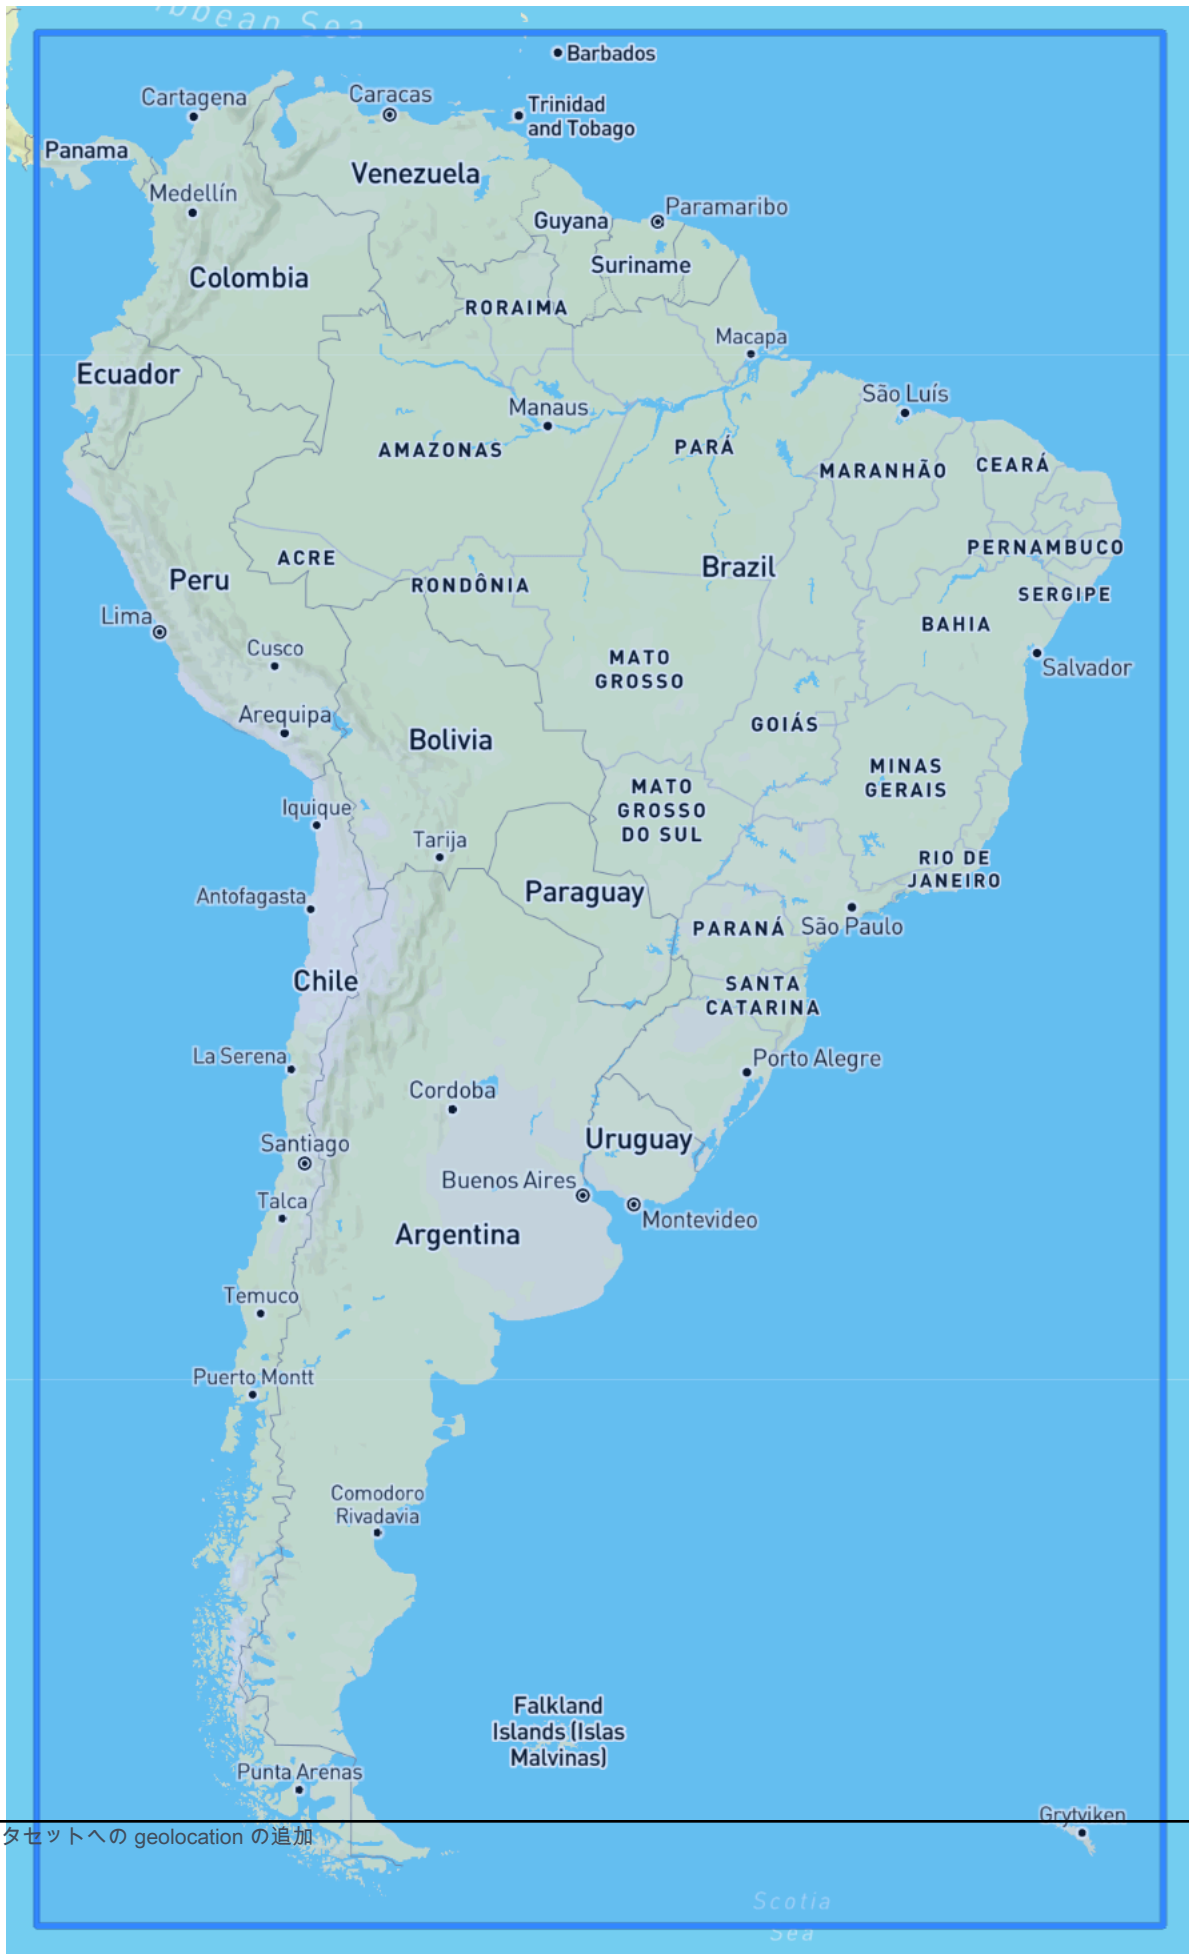 bbean Sea
Barbados
Cartagena
Caracas
Trinidad
and Tobago
Panama
Venezuela
Medellín
Paramaribo
Guyana
Suriname
Colombia
RORAIMA
Macapa
Ecuador
São Luís
Manaus
AMAZONAS
PARÁ
MARANHÃO
CEARÁ
PERNAMBUCO
ACRE
Brazil
Peru
RONDÔNIA
SERGIPE
Lima
BAHIA
Cusco
MATO
GROSSO
Salvador
Arequipa
GOIÁS
Bolivia
MINAS
GERAIS
MATO
GROSSO
DO SUL
Iquique
Tarija
RIO DE
JANEIRO
Antofagasta
Paraguay
PARANÁ
São Paulo
Chile
SANTA
CATARINA
La Serena
Porto Alegre
Cordoba
Santiago
Uruguay
Buenos Aires
Talca
Montevideo
Argentina
Temuco
Puerto Montt
Comodoro
Rivadavia
Falkland
Islands (Islas
Malvinas)
Punta Arenas
Grytviken
タセットへの geolocation の追加
Scotia
Sea